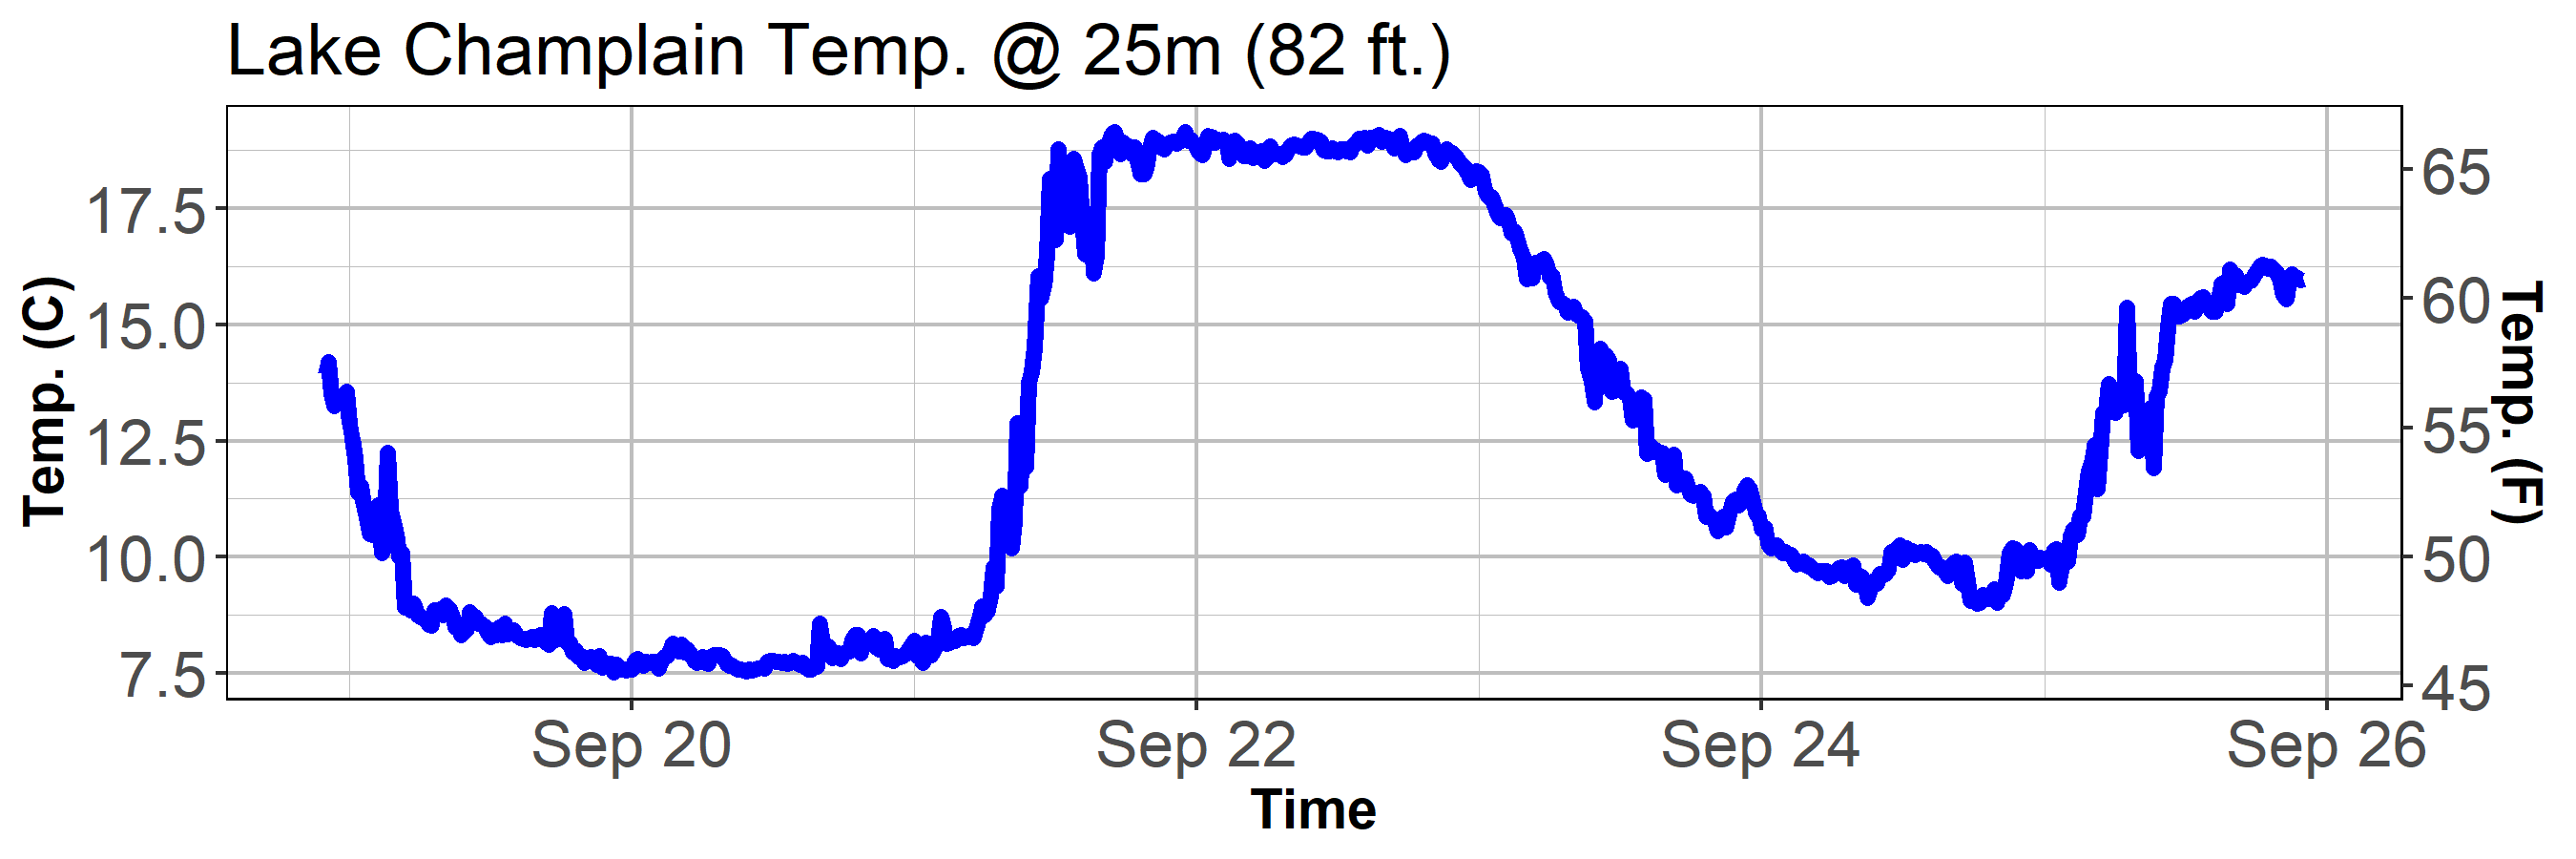 Lake Champlain Temp. @ 25m (82 ft.)
Temp. (C)
17.5
15.0
12.5
10.0
7.5
65
60
55
50
45
Temp. (F)
Sep 20
Sep 22
Sep 24
Sep 26
Time